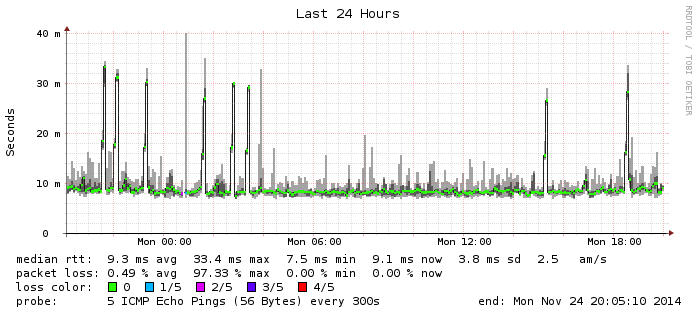 Last 24 Hours
RRDTOOL / TOBI OETIKER
Seconds
40 m
30 m
20 m
10 m
0
Mon 00:00 Mon 06:00 Mon 12:00 Mon 18:00
median rtt: 9.3 ms avg 33.4 ms max 7.5 ms min 9.1 ms now 3.8 ms sd 2.5 am/s
packet loss: 0.49 % avg 97.33 % max 0.00 % min 0.00 % now
loss color: 0 1/5 2/5 3/5 4/5
probe: 5 ICMP Echo Pings (56 Bytes) every 300s end: Mon Nov 24 20:05:10 2014